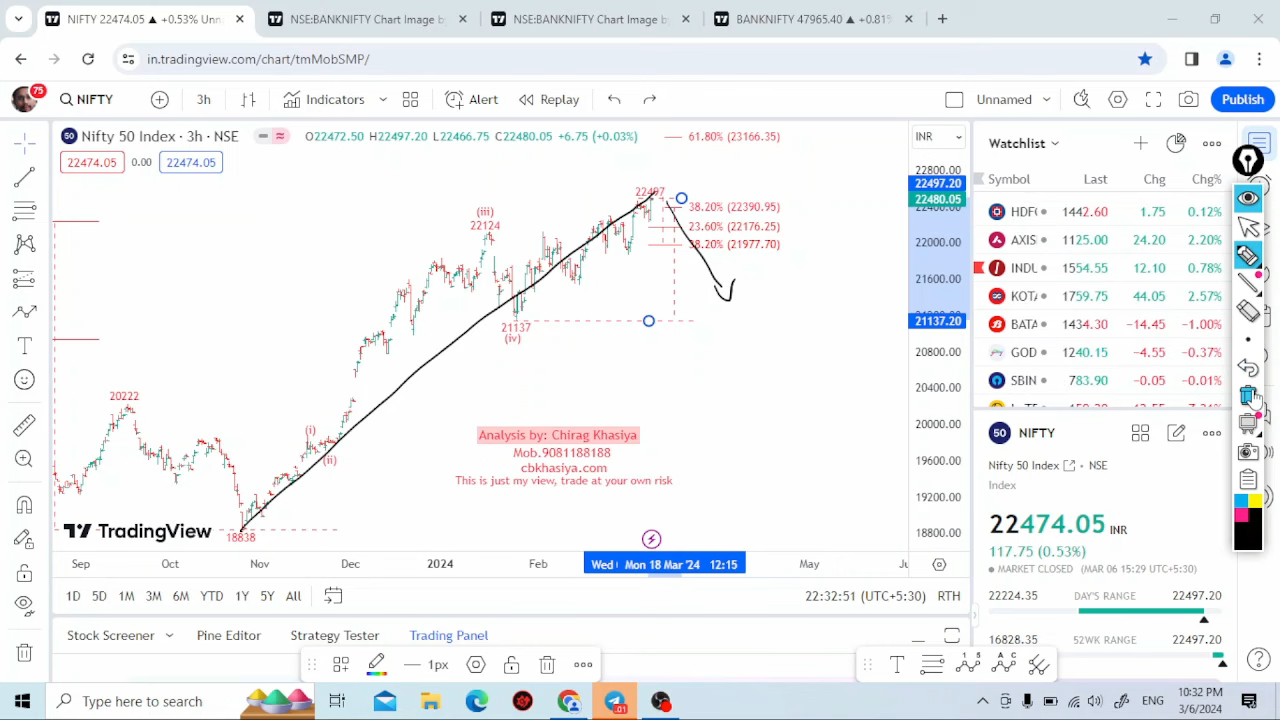 NIFTY 22474.05 ▲ +0.53% Unn
NSE:BANKNIFTY Chart Image b
NSE:BANKNIFTY Chart Image b
BANKNIFTY 47965.40 ▲ +0.81%
in.tradingview.com/chart/tmMobSMP/
75
NIFTY
3h
Indicators
Alert
Replay
Unnamed
Publish
50
Nifty 50 Index · 3h · NSE
O22472.50 H22497.20 L22466.75 C22480.05 +6.75 (+0.03%)
22474.05
0.00
22474.05
61.80% (23166.35)
38.20% (22390.95)
23.60% (22176.25)
38.20% (21977.70)
22497
(iii)
22124
21137
(iv)
20222
(i)
(ii)
18838
Analysis by: Chirag Khasiya
Mob.9081188188
cbkhasiya.com
This is just my view, trade at your own risk
TradingView
INR
22800.00
22497.20
22480.05
22000.00
21600.00
21137.20
20800.00
20400.00
20000.00
19600.00
19200.00
18800.00
Sep
Oct
Nov
Dec
2024
Feb
Wed
Mon 18 Mar '24 12:15
May
1D 5D 1M 3M 6M YTD 1Y 5Y All
22:32:51 (UTC+5:30)
RTH
Stock Screener
Pine Editor
Strategy Tester
Trading Panel
1px
Watchlist
Symbol Last Chg Chg%
HDF 1442.60 1.75 0.12%
AXIS 1125.00 24.20 2.20%
INDU 1554.55 12.10 0.78%
KOTA 1759.75 44.05 2.57%
BATA 1434.30 −14.45 −1.00%
GOD 1240.15 −4.55 −0.37%
SBIN 783.90 −0.05 −0.01%
50
NIFTY
Nifty 50 Index · NSE
Index
22474.05 INR
117.75 (0.53%)
MARKET CLOSED (MAR 06 15:29 UTC+5:30)
22224.35 DAY'S RANGE 22497.20
16828.35 52WK RANGE 22497.20
Type here to search
ENG
10:32 PM
3/6/2024